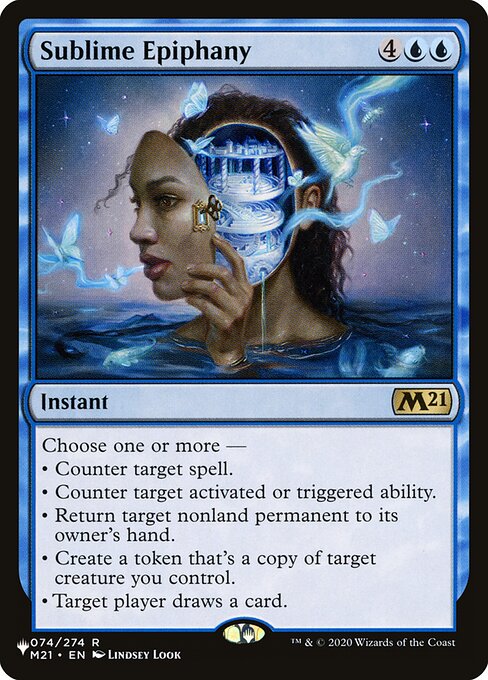 Sublime Epiphany 4
Instant
M21
Choose one or more —
• Counter target spell.
• Counter target activated or triggered ability.
• Return target nonland permanent to its
owner's hand.
• Create a token that's a copy of target
creature you control.
• Target player draws a card.
074/274 R
M21 • EN Lindsey Look
™ & © 2020 Wizards of the Coast